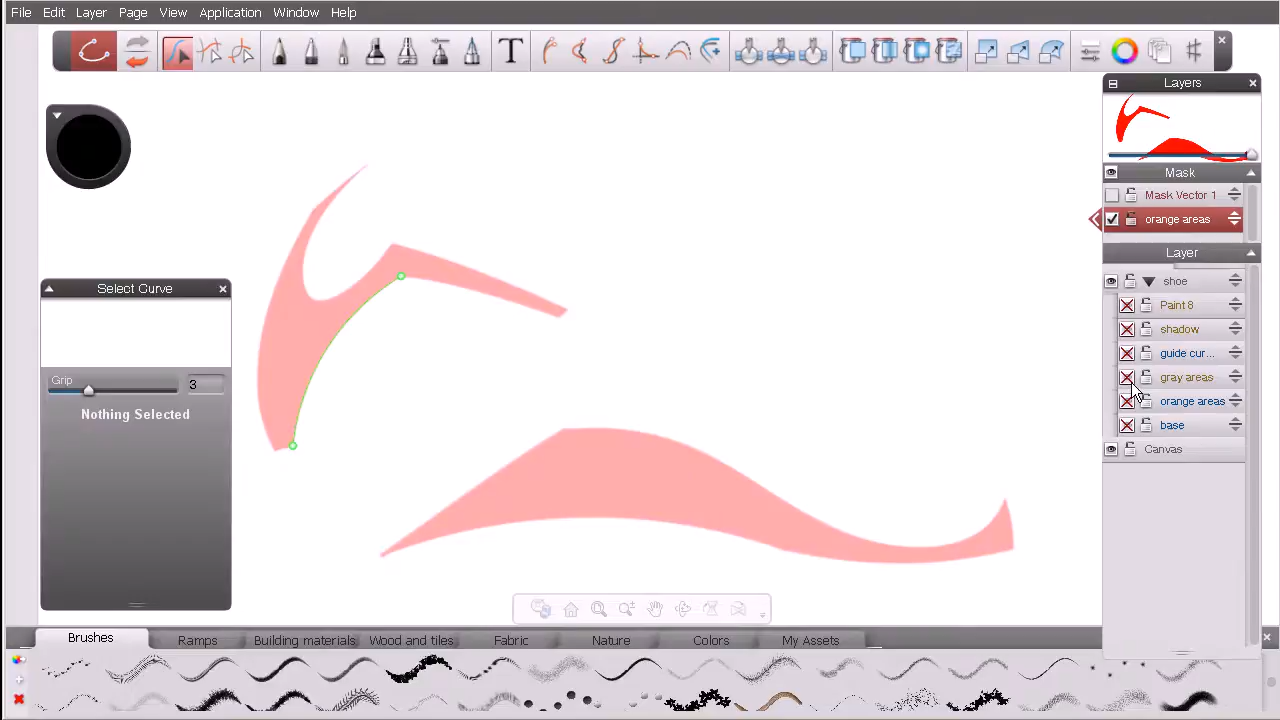 File Edit Layer Page View Application Window Help
T
Layers
Mask
Mask Vector 1
orange areas
Layer
shoe
Paint 8
shadow
guide cur...
gray areas
orange areas
base
Canvas
Select Curve
Grip 3
Nothing Selected
Brushes Ramps Building materials Wood and tiles Fabric Nature Colors My Assets